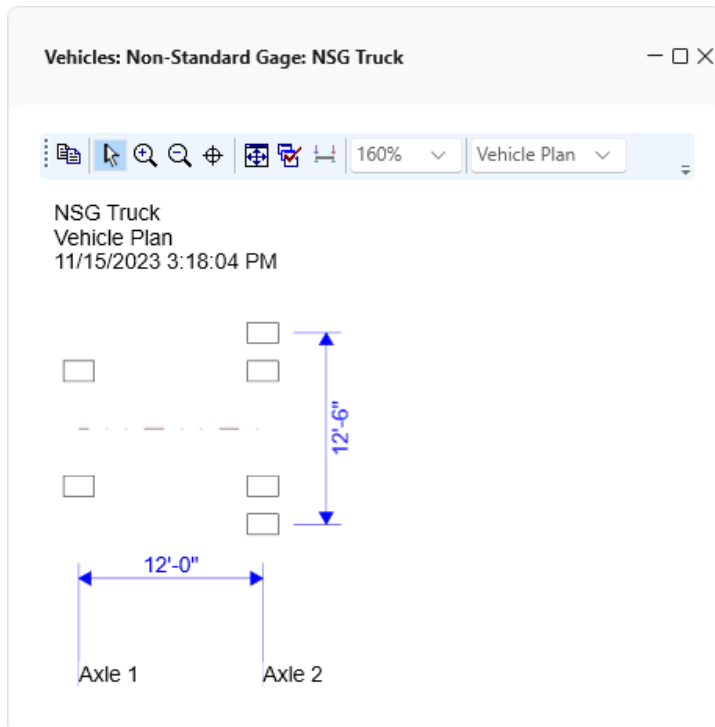 Vehicles: Non-Standard Gage: NSG Truck
160%
Vehicle Plan
NSG Truck
Vehicle Plan
11/15/2023 3:18:04 PM
12'-6"
12'-0"
Axle 1
Axle 2